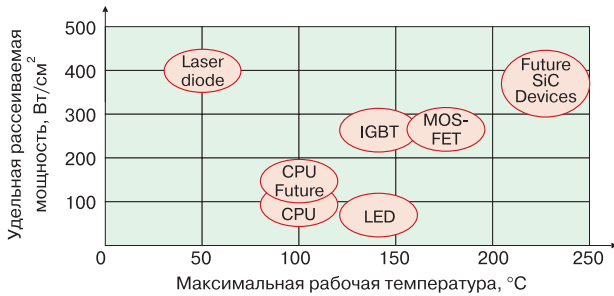 Удельная рассеиваемая
мощность, Вт/см²
500
400
300
200
100
0
50
100
150
200
250
Laser
diode
Future
SiC
Devices
IGBT
MOS-
FET
CPU
Future
CPU
LED
Максимальная рабочая температура, °C